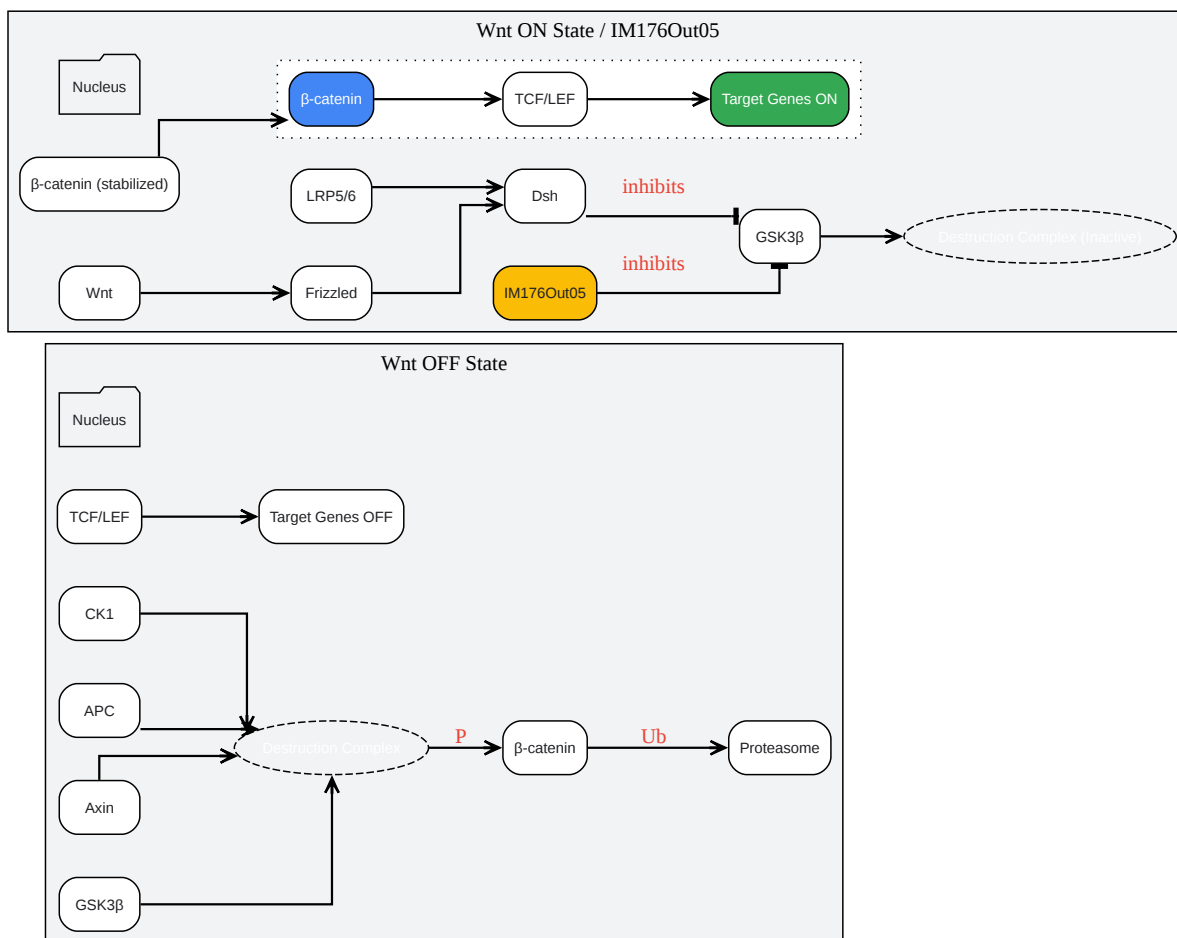 Wnt ON State / IM176Out05
Nucleus
β-catenin
TCF/LEF
Target Genes ON
β-catenin (stabilized)
LRP5/6
Dsh
inhibits
GSK3β
Destruction Complex (Inactive)
inhibits
Wnt
Frizzled
IM176Out05
Wnt OFF State
Nucleus
TCF/LEF
Target Genes OFF
CK1
APC
Destruction Complex
P
β-catenin
Ub
Proteasome
Axin
GSK3β